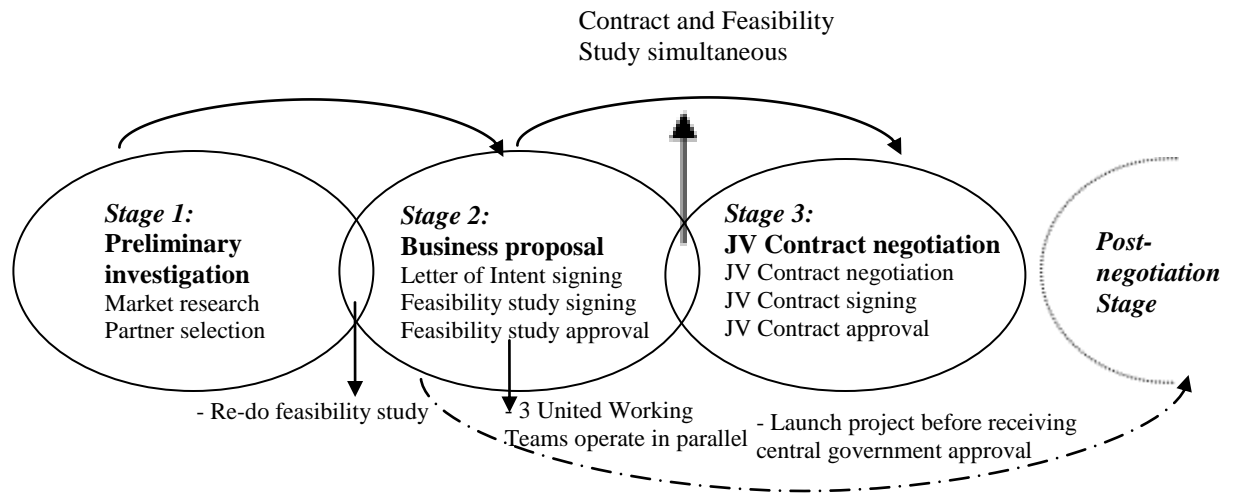 Contract and Feasibility
Study simultaneous
Stage 1:
Preliminary
investigation
Market research
Partner selection
Stage 2:
Business proposal
Letter of Intent signing
Feasibility study signing
Feasibility study approval
Stage 3:
JV Contract negotiation
JV Contract negotiation
JV Contract signing
JV Contract approval
Post-
negotiation
Stage
- Re-do feasibility study
- 3 United Working
Teams operate in parallel
- Launch project before receiving
central government approval